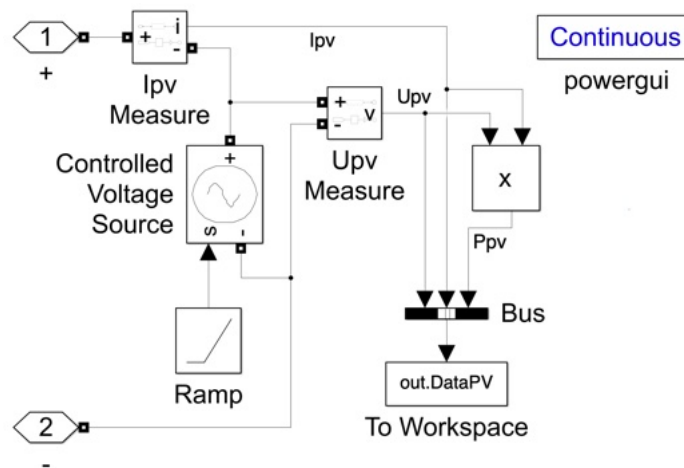 1
+
+
i
-
Ipv
Measure
Ipv
Continuous
powergui
+
-
v
Upv
Upv
Measure
Controlled
Voltage
Source
+
s
-
x
Ppv
Ramp
Bus
out.DataPV
To Workspace
2
-